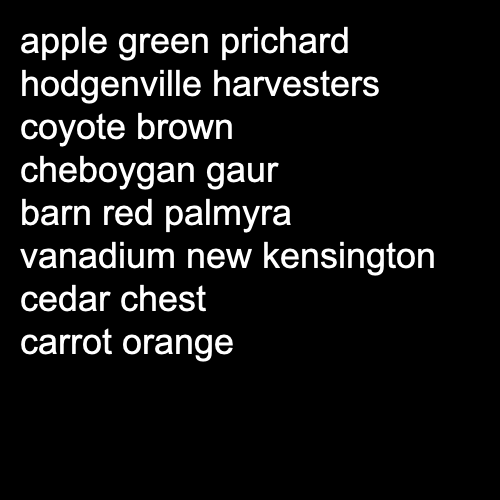 apple green prichard
hodgenville harvesters
coyote brown
cheboygan gaur
barn red palmyra
vanadium new kensington
cedar chest
carrot orange